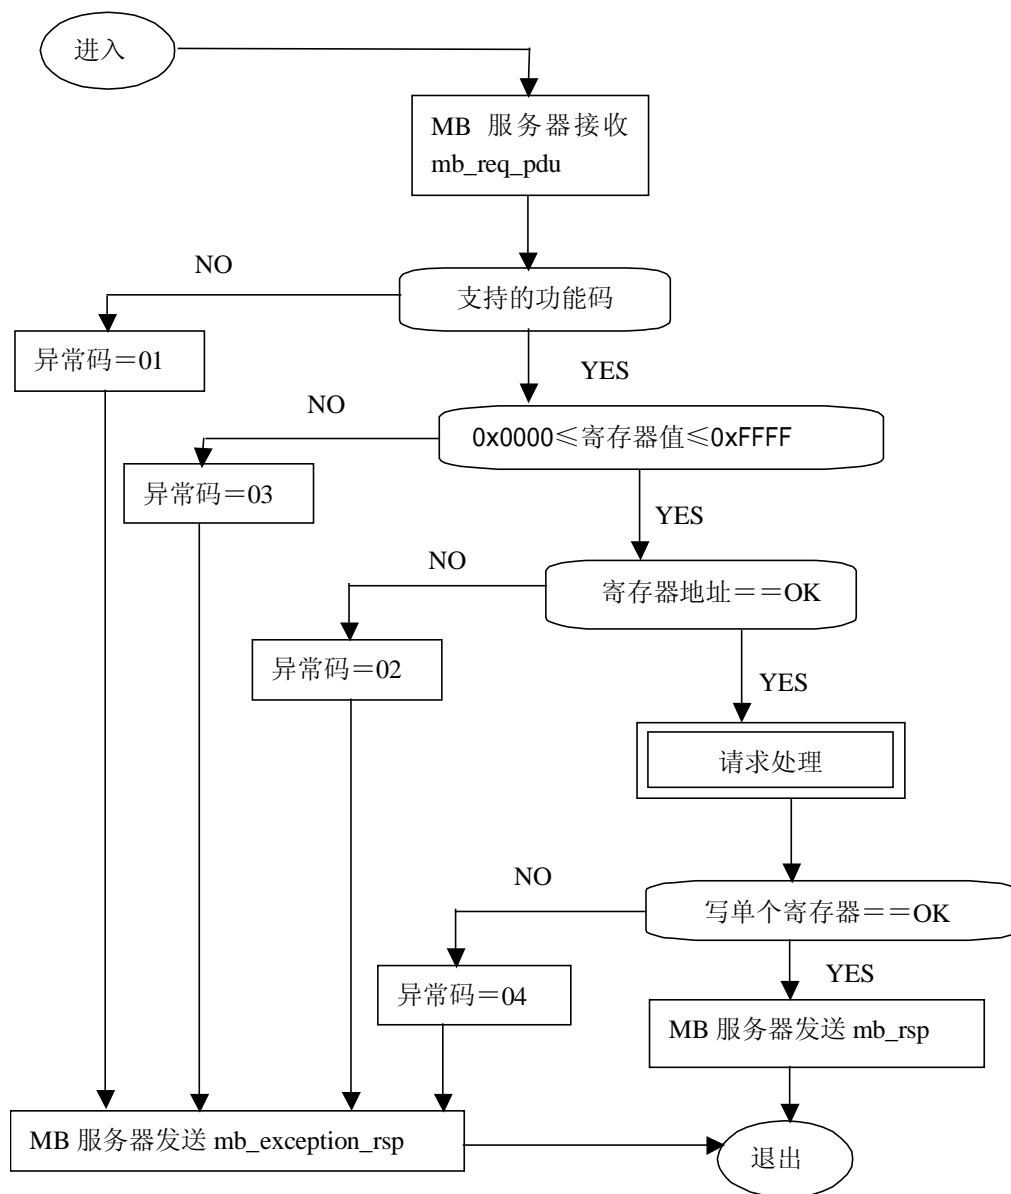 进入
MB 服务器接收
mb_req_pdu
NO
支持的功能码
异常码＝01
YES
NO
0x0000≤寄存器值≤0xFFFF
异常码＝03
YES
NO
寄存器地址＝＝OK
异常码＝02
YES
请求处理
NO
写单个寄存器＝＝OK
YES
异常码＝04
MB 服务器发送 mb_rsp
MB 服务器发送 mb_exception_rsp
退出